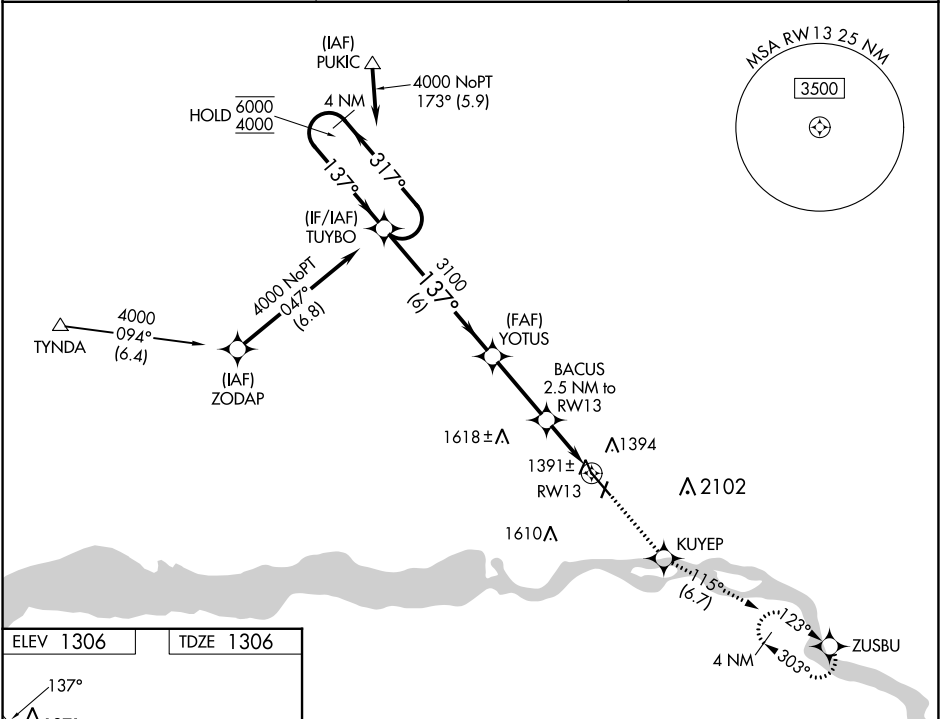 (IAF)
PUKIC
4000 NoPT
173° (5.9)
MSA RW13 25 NM
3500
HOLD 6000
4000
4 NM
317°
137°
(IF/IAF)
TUYBO
3100
137°
(6)
4000 NoPT
047°
(6.8)
4000
094°
(6.4)
TYNDA
(IAF)
ZODAP
(FAF)
YOTUS
BACUS
2.5 NM to
RW13
1618±
1394
1391±
RW13
2102
1610
KUYEP
115°
(6.7)
123°
ZUSBU
4 NM
303°
ELEV 1306
TDZE 1306
137°